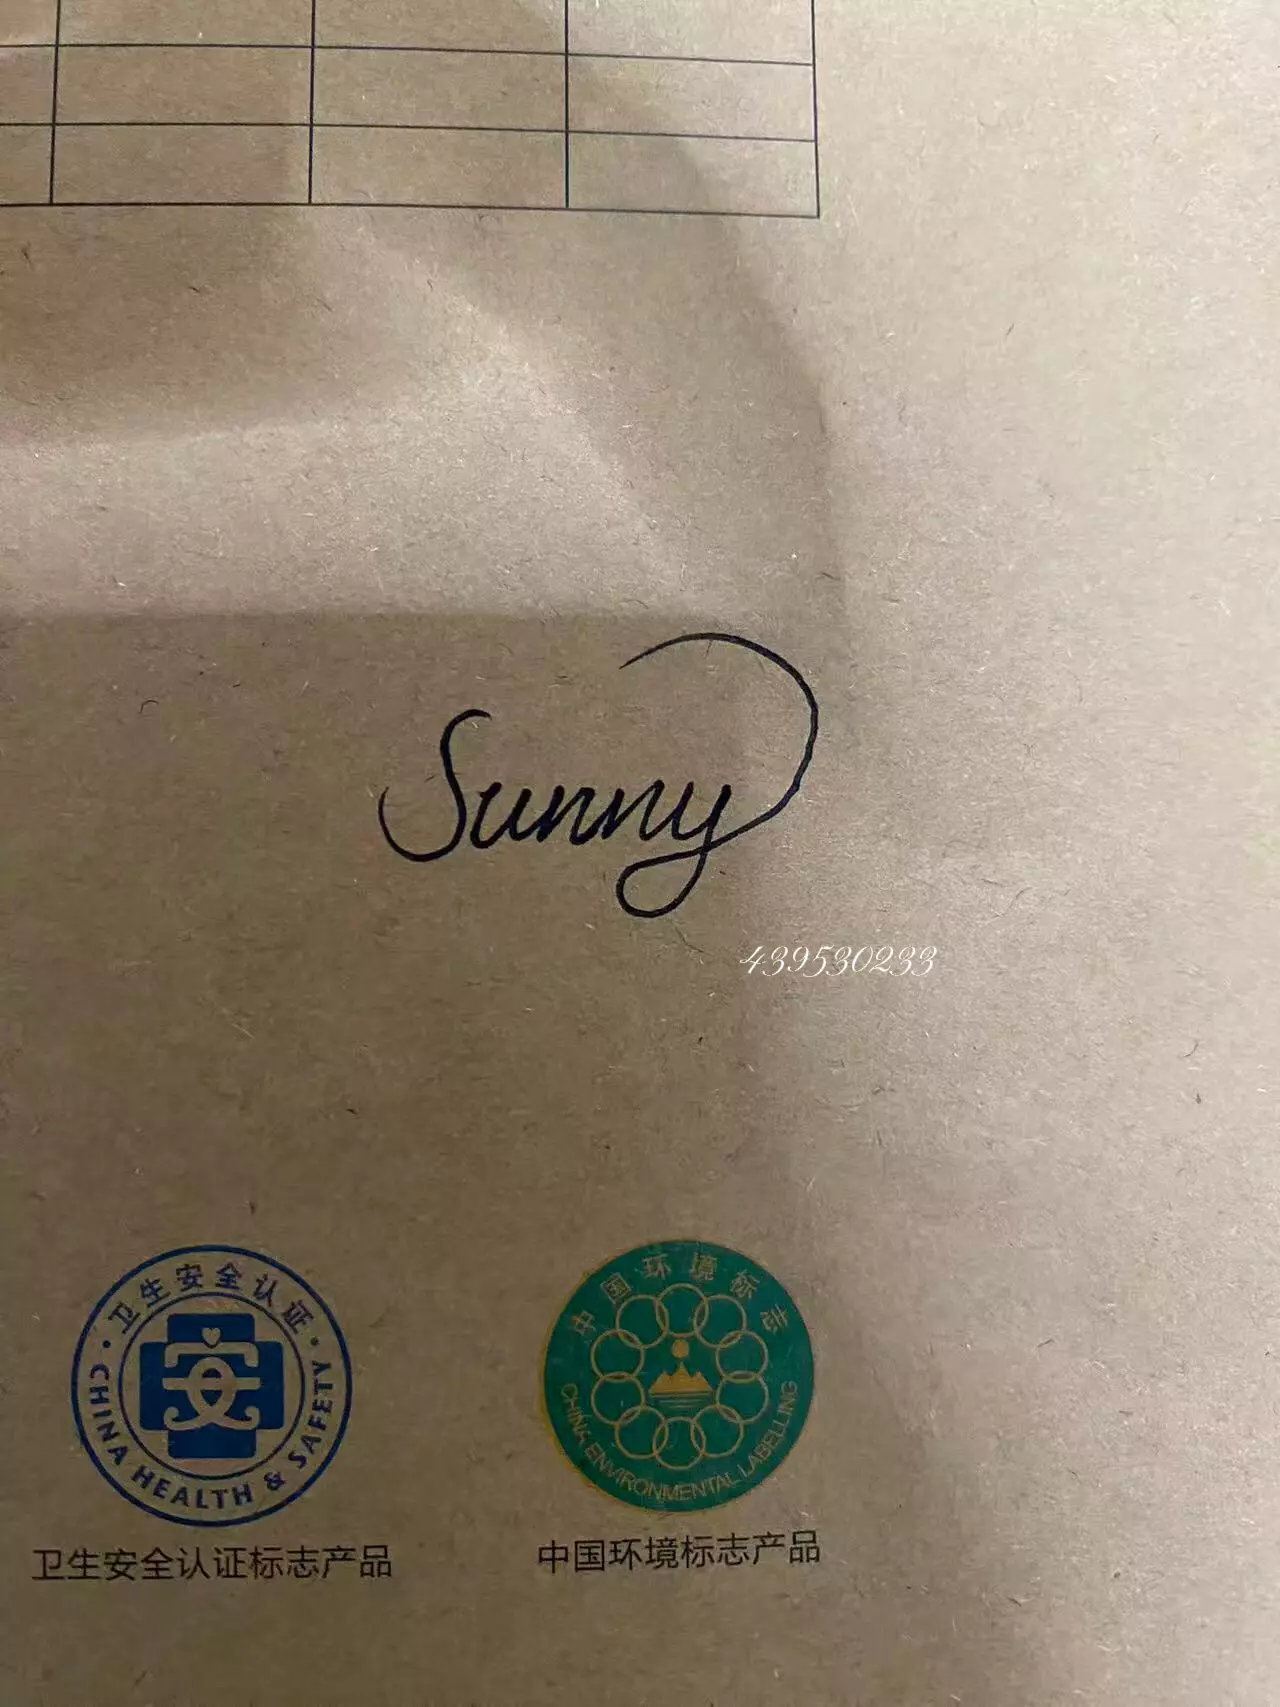 Sunny
439530233
卫生安全认证
安
CHINA HEALTH & SAFETY
卫生安全认证标志产品
中国环境标志
CHINA ENVIRONMENTAL LABELLING
中国环境标志产品